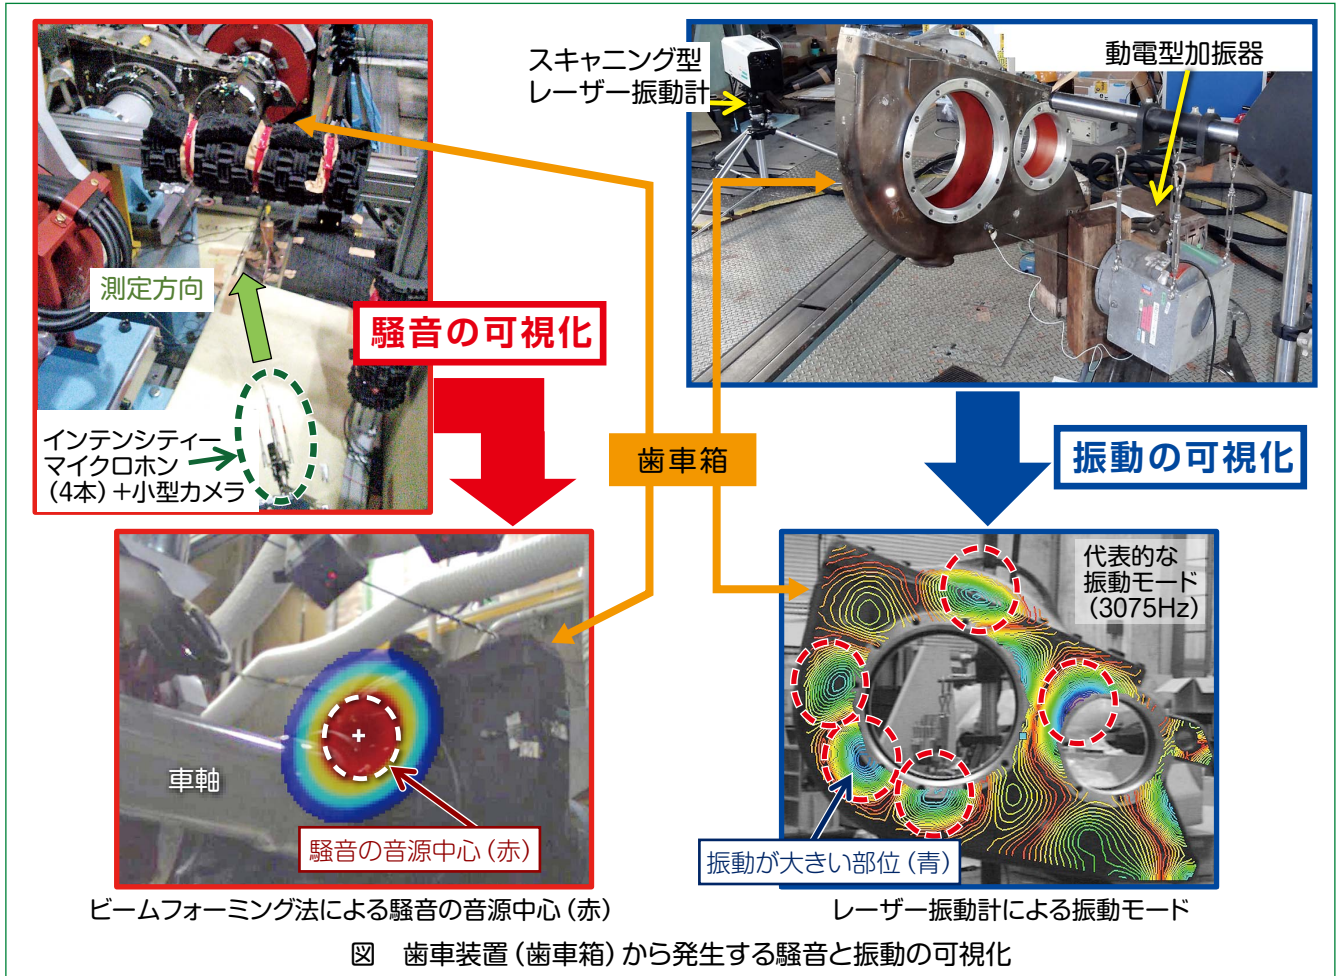 スキャニング型
レーザー振動計
動電型加振器
測定方向
騒音の可視化
インテンシティー
マイクロホン
(4本)+小型カメラ
歯車箱
振動の可視化
代表的な
振動モード
(3075Hz)
車軸
騒音の音源中心(赤)
振動が大きい部位(青)
ビームフォーミング法による騒音の音源中心(赤)
レーザー振動計による振動モード
図 歯車装置(歯車箱)から発生する騒音と振動の可視化